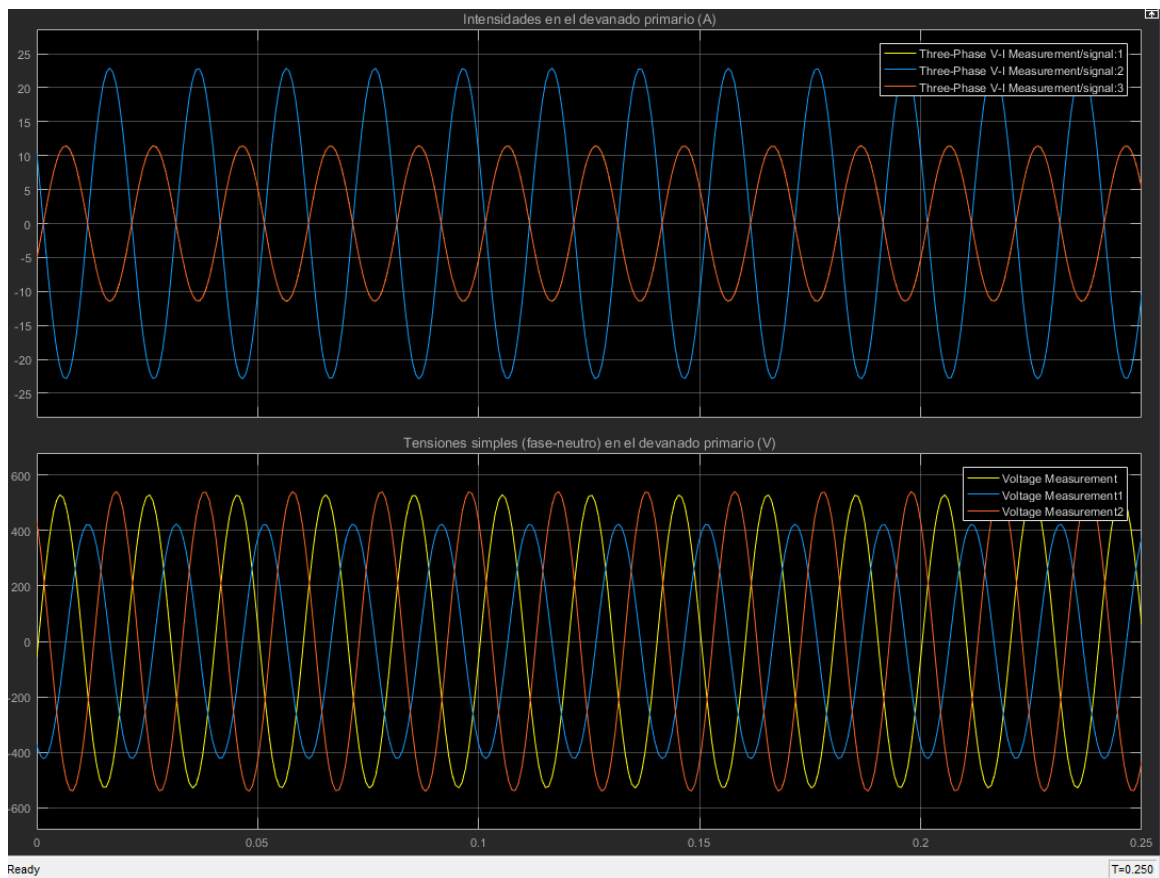 Intensidades en el devanado primario (A)
25
20
15
10
5
0
-5
-10
-15
-20
-25
Three-Phase V-I Measurement/signal:1
Three-Phase V-I Measurement/signal:2
Three-Phase V-I Measurement/signal:3
Tensiones simples (fase-neutro) en el devanado primario (V)
600
400
200
0
-200
-400
-600
Voltage Measurement
Voltage Measurement1
Voltage Measurement2
0 0.05 0.1 0.15 0.2 0.25
Ready T=0.250